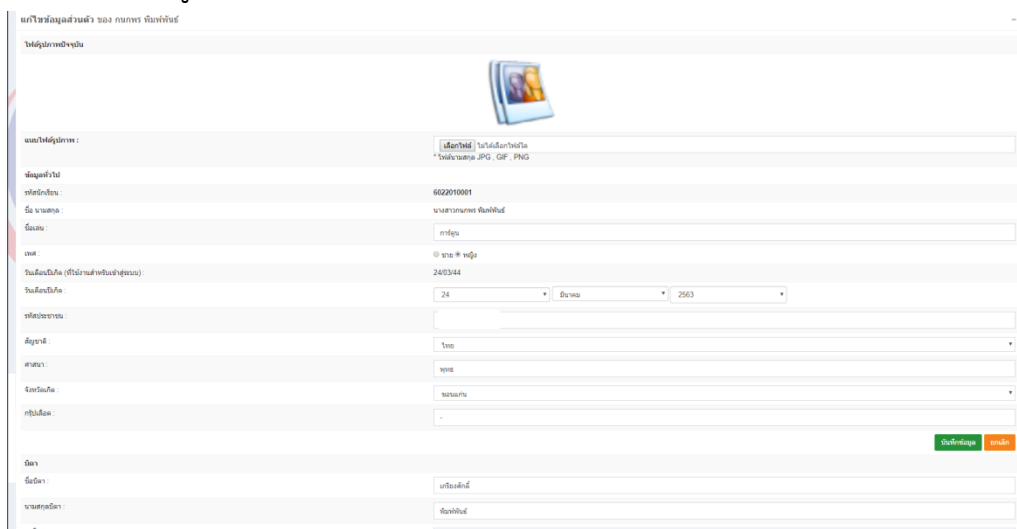 แก้ไขข้อมูลส่วนตัว ของ กนกพร พิมพ์พันธ์
ไฟล์รูปภาพปัจจุบัน
แนบไฟล์รูปภาพ :
เลือกไฟล์ ไม่ได้เลือกไฟล์ใด
* ไฟล์นามสกุล JPG , GIF , PNG
ข้อมูลทั่วไป
รหัสนักเรียน : 6022010001
ชื่อ นามสกุล : นางสาวกนกพร พิมพ์พันธ์
ชื่อเล่น : การ์ตูน
เพศ : ชาย หญิง
วันเดือนปีเกิด (ที่ใช้งานสำหรับเข้าสู่ระบบ) : 24/03/44
วันเดือนปีเกิด : 24 มีนาคม 2563
รหัสประชาชน :
สัญชาติ : ไทย
ศาสนา : พุทธ
จังหวัดเกิด : ขอนแก่น
กรุ๊ปเลือด : -
บันทึกข้อมูล ยกเลิก
บิดา
ชื่อบิดา : เกรียงศักดิ์
นามสกุลบิดา : พิมพ์พันธ์